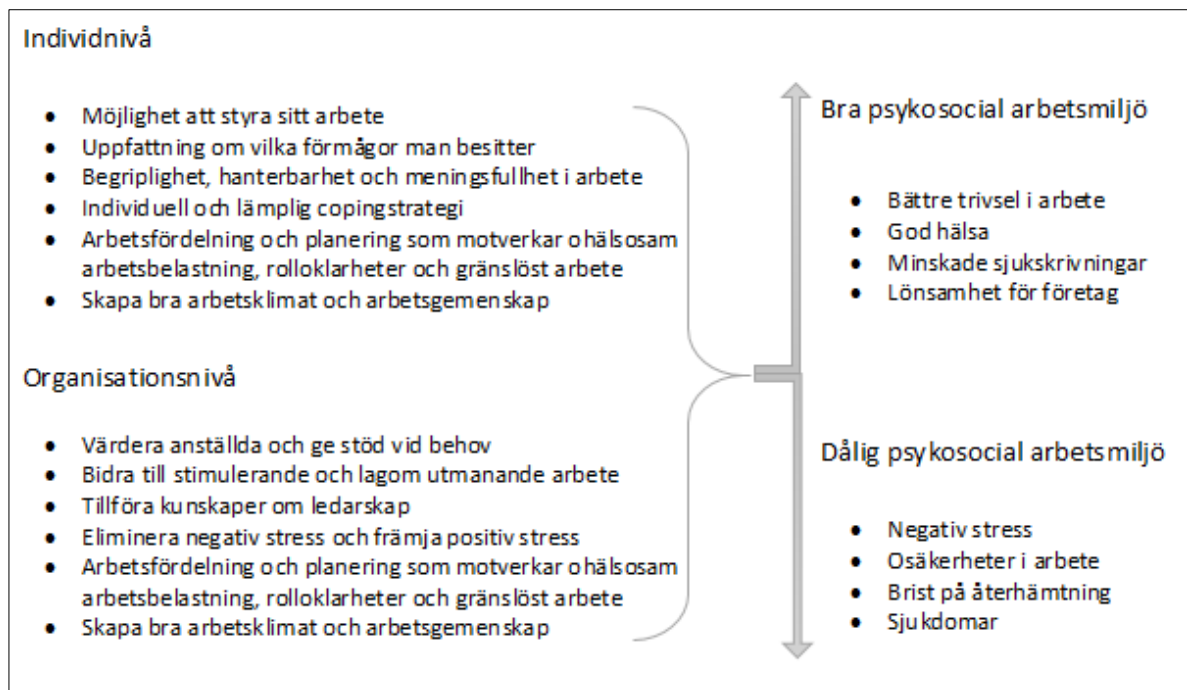 Individnivå
• Möjlighet att styra sitt arbete
• Uppfattning om vilka förmågor man besitter
• Begriplighet, hanterbarhet och meningsfullhet i arbete
• Individuell och lämplig copingstrategi
• Arbetsfördelning och planering som motverkar ohälsosam
arbetsbelastning, rolloklarheter och gränslöst arbete
• Skapa bra arbetsklimat och arbetsgemenskap
Organisationsnivå
• Värdera anställda och ge stöd vid behov
• Bidra till stimulerande och lagom utmanande arbete
• Tillföra kunskaper om ledarskap
• Eliminera negativ stress och främja positiv stress
• Arbetsfördelning och planering som motverkar ohälsosam
arbetsbelastning, rolloklarheter och gränslöst arbete
• Skapa bra arbetsklimat och arbetsgemenskap
Bra psykosocial arbetsmiljö
• Bättre trivsel i arbete
• God hälsa
• Minskade sjukskrivningar
• Lönsamhet för företag
Dålig psykosocial arbetsmiljö
• Negativ stress
• Osäkerheter i arbete
• Brist på återhämtning
• Sjukdomar